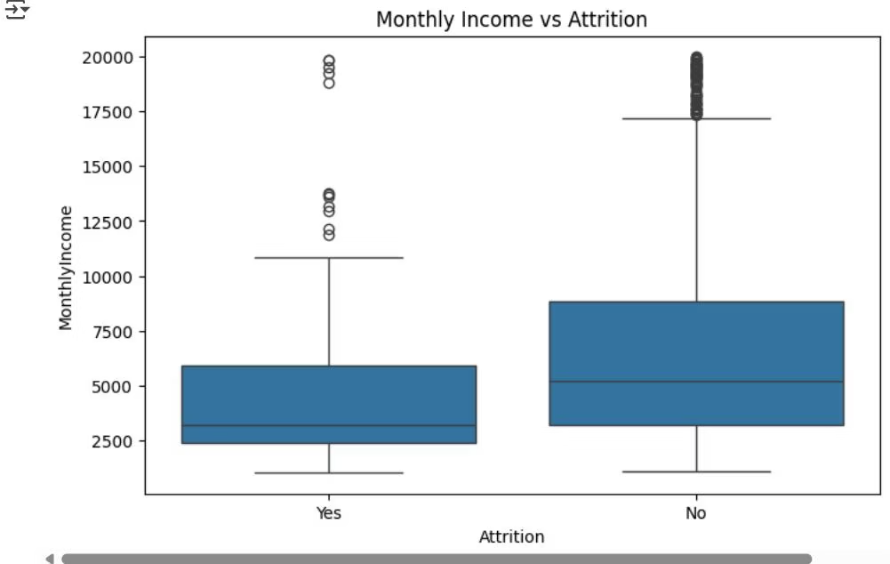 Monthly Income vs Attrition
20000
17500
15000
12500
10000
7500
5000
2500
MonthlyIncome
Yes
No
Attrition